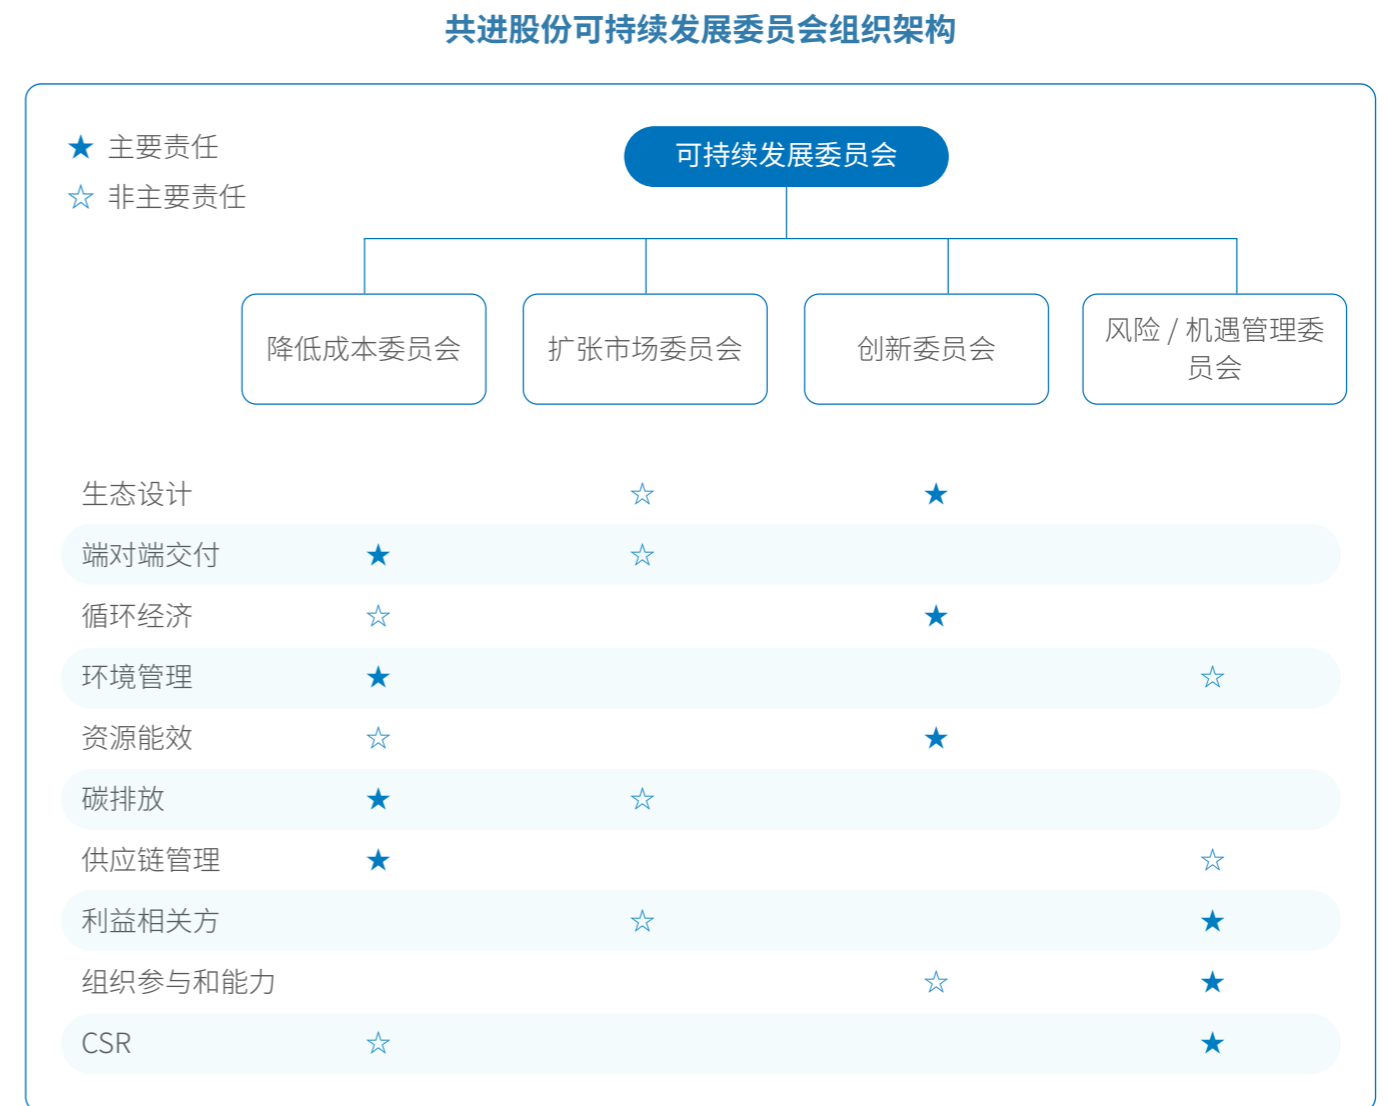 共进股份可持续发展委员会组织架构
★ 主要责任
☆ 非主要责任
可持续发展委员会
降低成本委员会
扩张市场委员会
创新委员会
风险 / 机遇管理委
员会
生态设计 ☆ ★
端对端交付 ★ ☆
循环经济 ☆ ★
环境管理 ★ ☆
资源能效 ☆ ★
碳排放 ★ ☆
供应链管理 ★ ☆
利益相关方 ☆ ★
组织参与和能力 ☆ ★
CSR ☆ ★